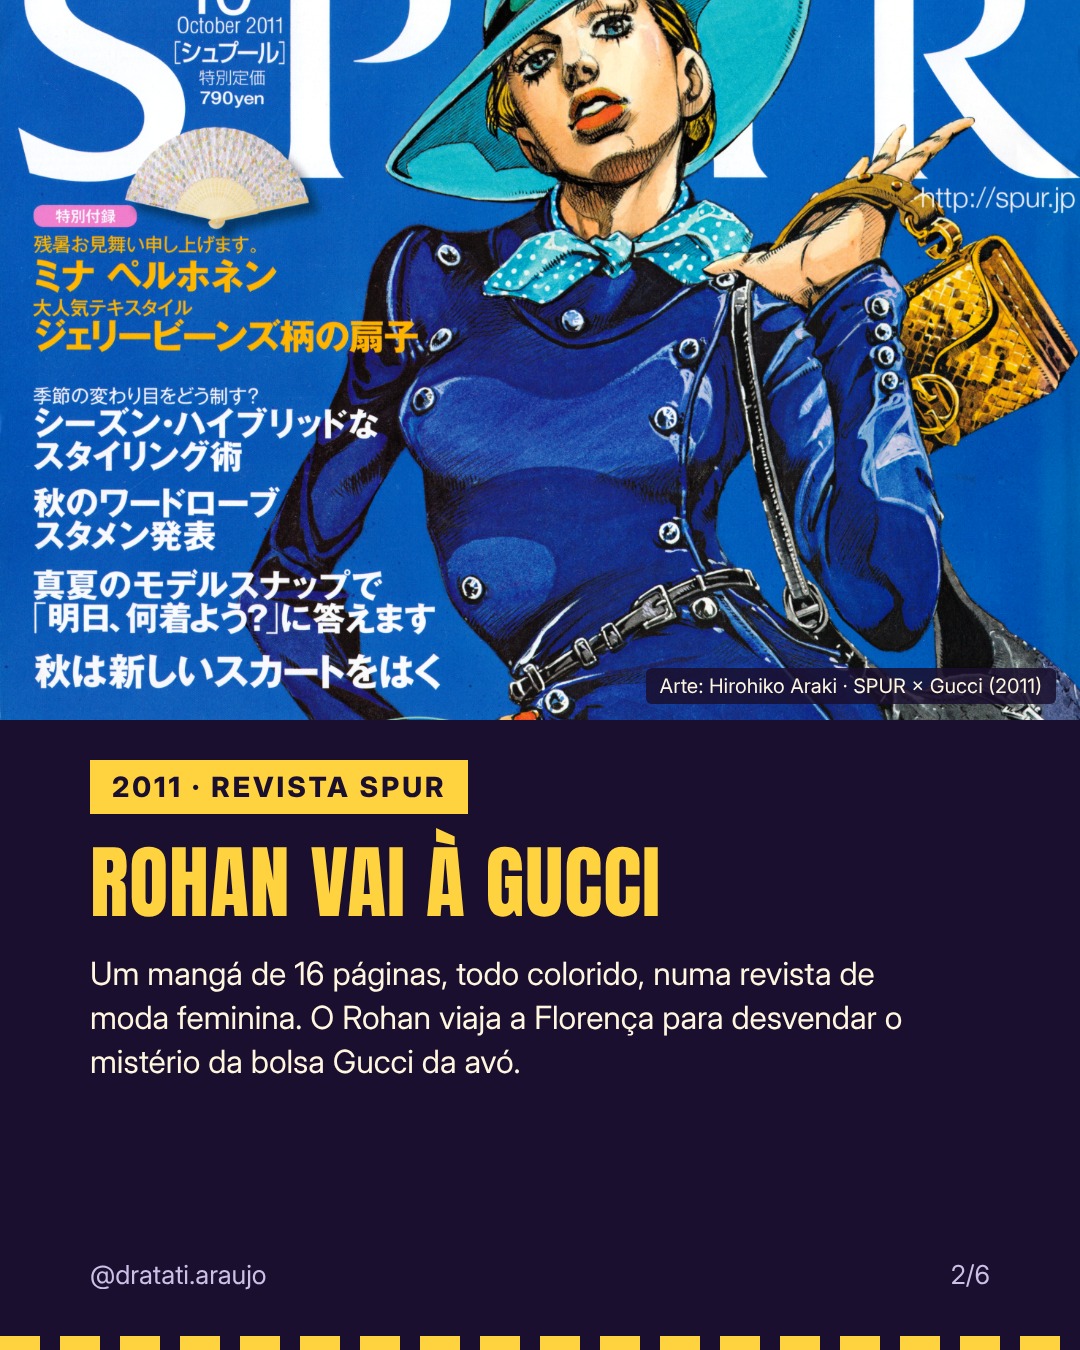 SPUR
10
October 2011
[シュプール]
特別定価
790yen
http://spur.jp
特別付録
残暑お見舞い申し上げます。
ミナ ペルホネン
大人気テキスタイル
ジェリービーンズ柄の扇子
季節の変わり目をどう制す?
シーズン・ハイブリッドな
スタイリング術
秋のワードローブ
スタメン発表
真夏のモデルスナップで
「明日、何着よう?」に答えます
秋は新しいスカートをはく
Arte: Hirohiko Araki · SPUR × Gucci (2011)
2011 · REVISTA SPUR
ROHAN VAI À GUCCI
Um mangá de 16 páginas, todo colorido, numa revista de
moda feminina. O Rohan viaja a Florença para desvendar o
mistério da bolsa Gucci da avó.
@dratati.araujo
2/6